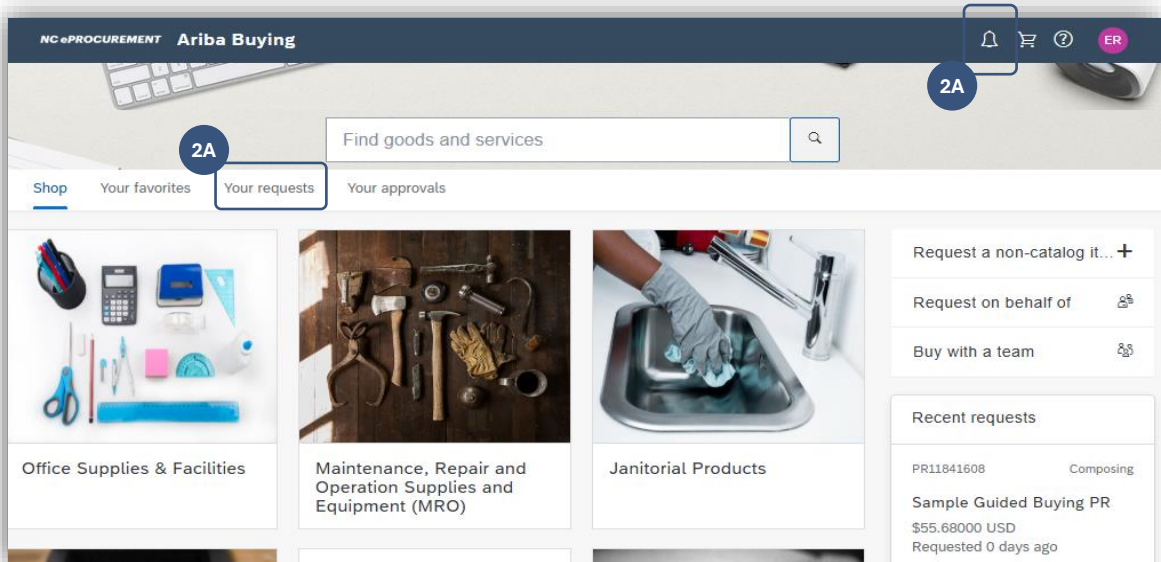 NC ePROCUREMENT Ariba Buying
ER
2A
2A
Find goods and services
Shop Your favorites Your requests Your approvals
Request a non-catalog it...
Request on behalf of
Buy with a team
Recent requests
Office Supplies & Facilities
Maintenance, Repair and
Operation Supplies and
Equipment (MRO)
Janitorial Products
PR11841608 Composing
Sample Guided Buying PR
$55.68000 USD
Requested 0 days ago